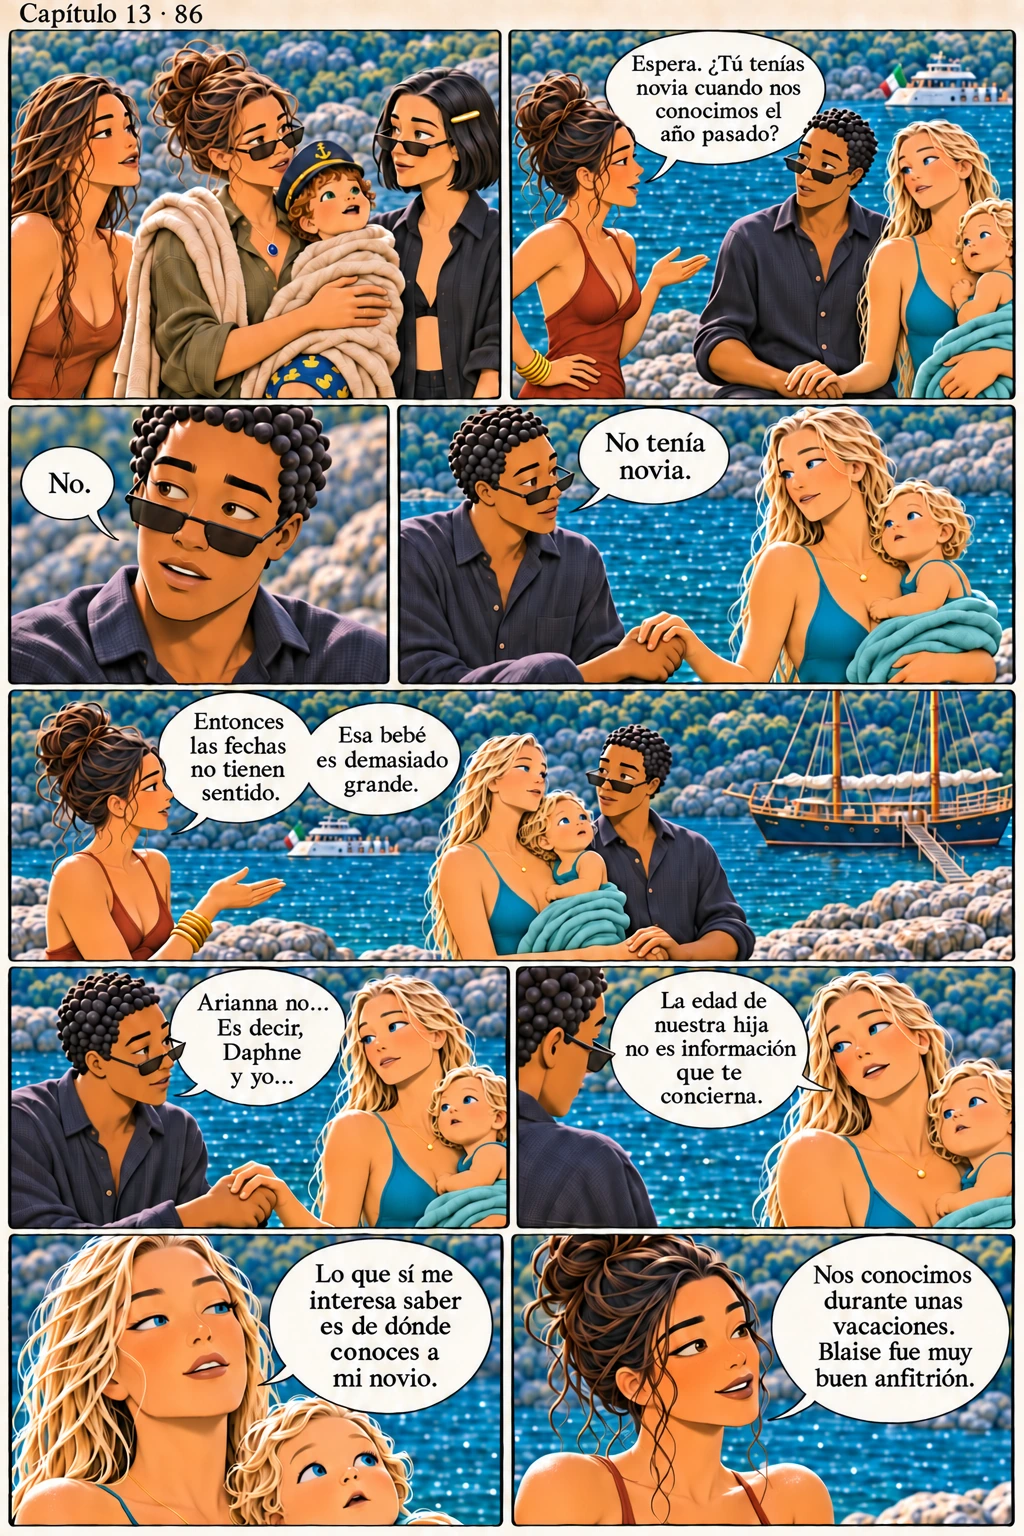 Capítulo 13 · 86
Espera. ¿Tú tenías
novia cuando nos
conocimos el
año pasado?
No.
No tenía
novia.
Entonces
las fechas
no tienen
sentido.
Esa bebé
es demasiado
grande.
Arianna no...
Es decir,
Daphne
y yo...
La edad de
nuestra hija
no es información
que te
concierna.
Lo que sí me
interesa saber
es de dónde
conoces a
mi novio.
Nos conocimos
durante unas
vacaciones.
Blaise fue muy
buen anfitrión.